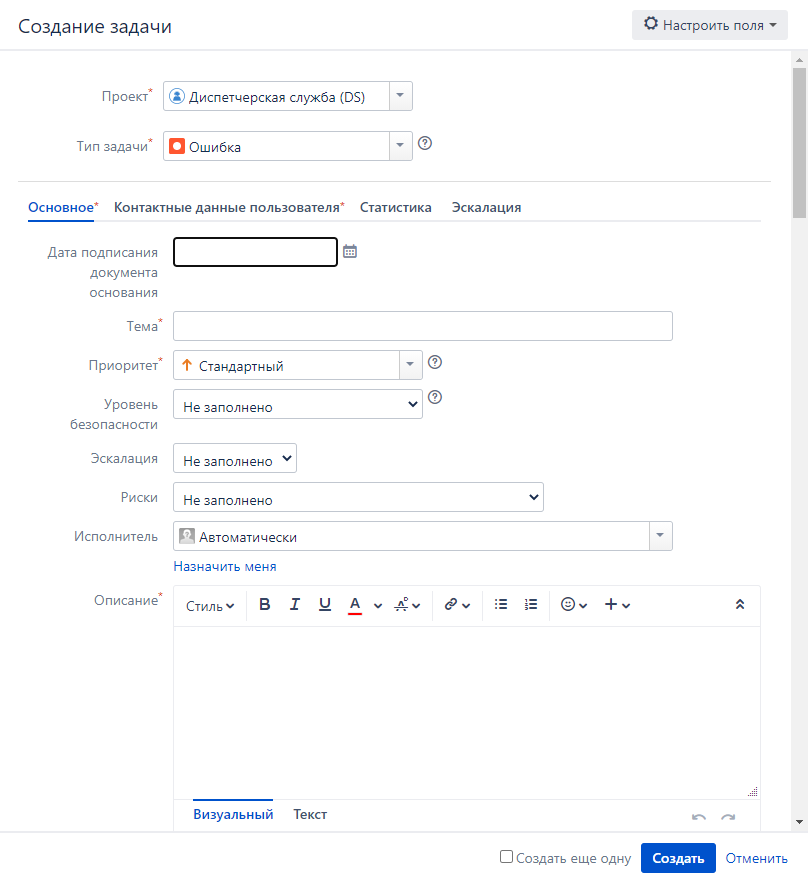 Создание задачи
Настроить поля
Проект*
Диспетчерская служба (DS)
Тип задачи*
Ошибка
Основное* Контактные данные пользователя* Статистика Эскалация
Дата подписания
документа
основания
Тема*
Приоритет*
Стандартный
Уровень
безопасности
Не заполнено
Эскалация
Не заполнено
Риски
Не заполнено
Исполнитель
Автоматически
Назначить меня
Описание*
Стиль B I U A
Визуальный Текст
Создать еще одну Создать Отменить